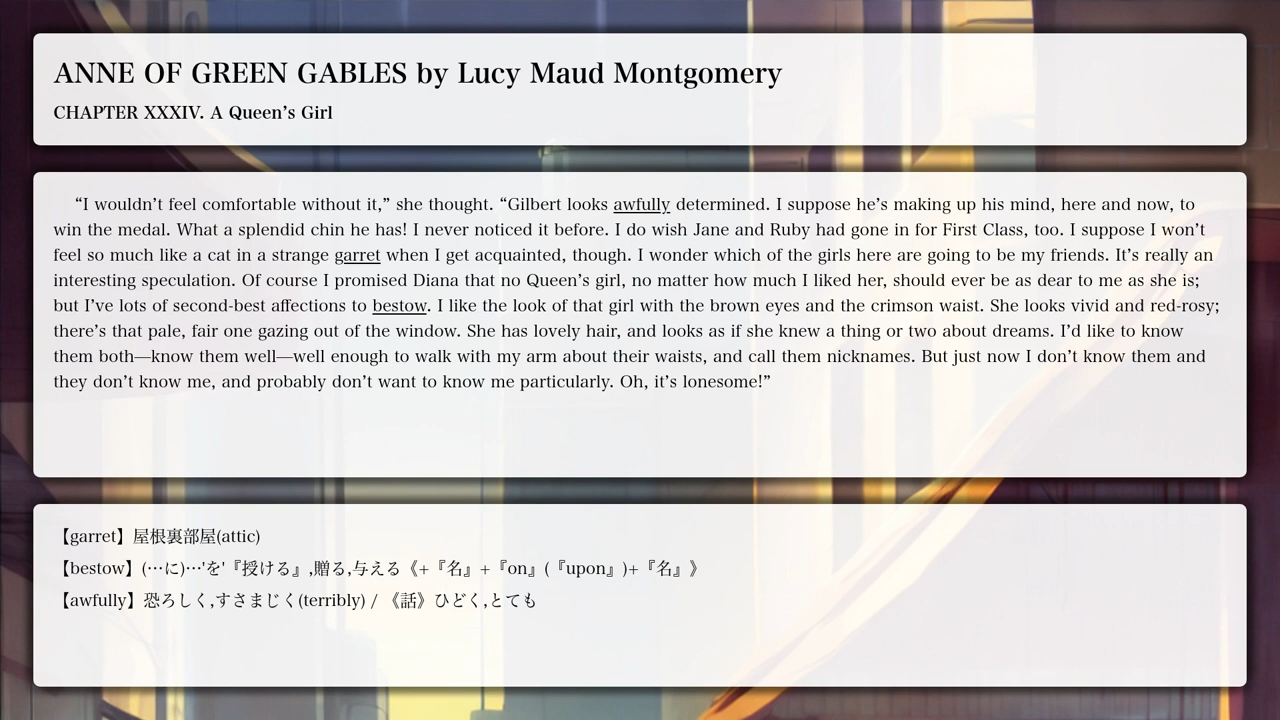 ANNE OF GREEN GABLES by Lucy Maud Montgomery
CHAPTER XXXIV. A Queen’s Girl
“I wouldn’t feel comfortable without it,” she thought. “Gilbert looks awfully determined. I suppose he’s making up his mind, here and now, to
win the medal. What a splendid chin he has! I never noticed it before. I do wish Jane and Ruby had gone in for First Class, too. I suppose I won’t
feel so much like a cat in a strange garret when I get acquainted, though. I wonder which of the girls here are going to be my friends. It’s really an
interesting speculation. Of course I promised Diana that no Queen’s girl, no matter how much I liked her, should ever be as dear to me as she is;
but I’ve lots of second-best affections to bestow. I like the look of that girl with the brown eyes and the crimson waist. She looks vivid and red-rosy;
there’s that pale, fair one gazing out of the window. She has lovely hair, and looks as if she knew a thing or two about dreams. I’d like to know
them both—know them well—well enough to walk with my arm about their waists, and call them nicknames. But just now I don’t know them and
they don’t know me, and probably don’t want to know me particularly. Oh, it’s lonesome!”
【garret】屋根裏部屋(attic)
【bestow】(…に)…'を'『授ける』,贈る,与える《+『名』+『on』(『upon』)+『名』》
【awfully】恐ろしく,すさまじく(terribly) / 《話》ひどく,とても